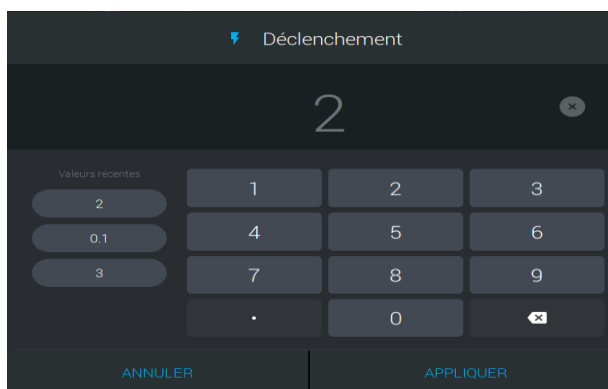 Déclenchement
2
Valeurs récentes
2
0.1
3
1 2 3
4 5 6
7 8 9
. 0
ANNULER APPLIQUER